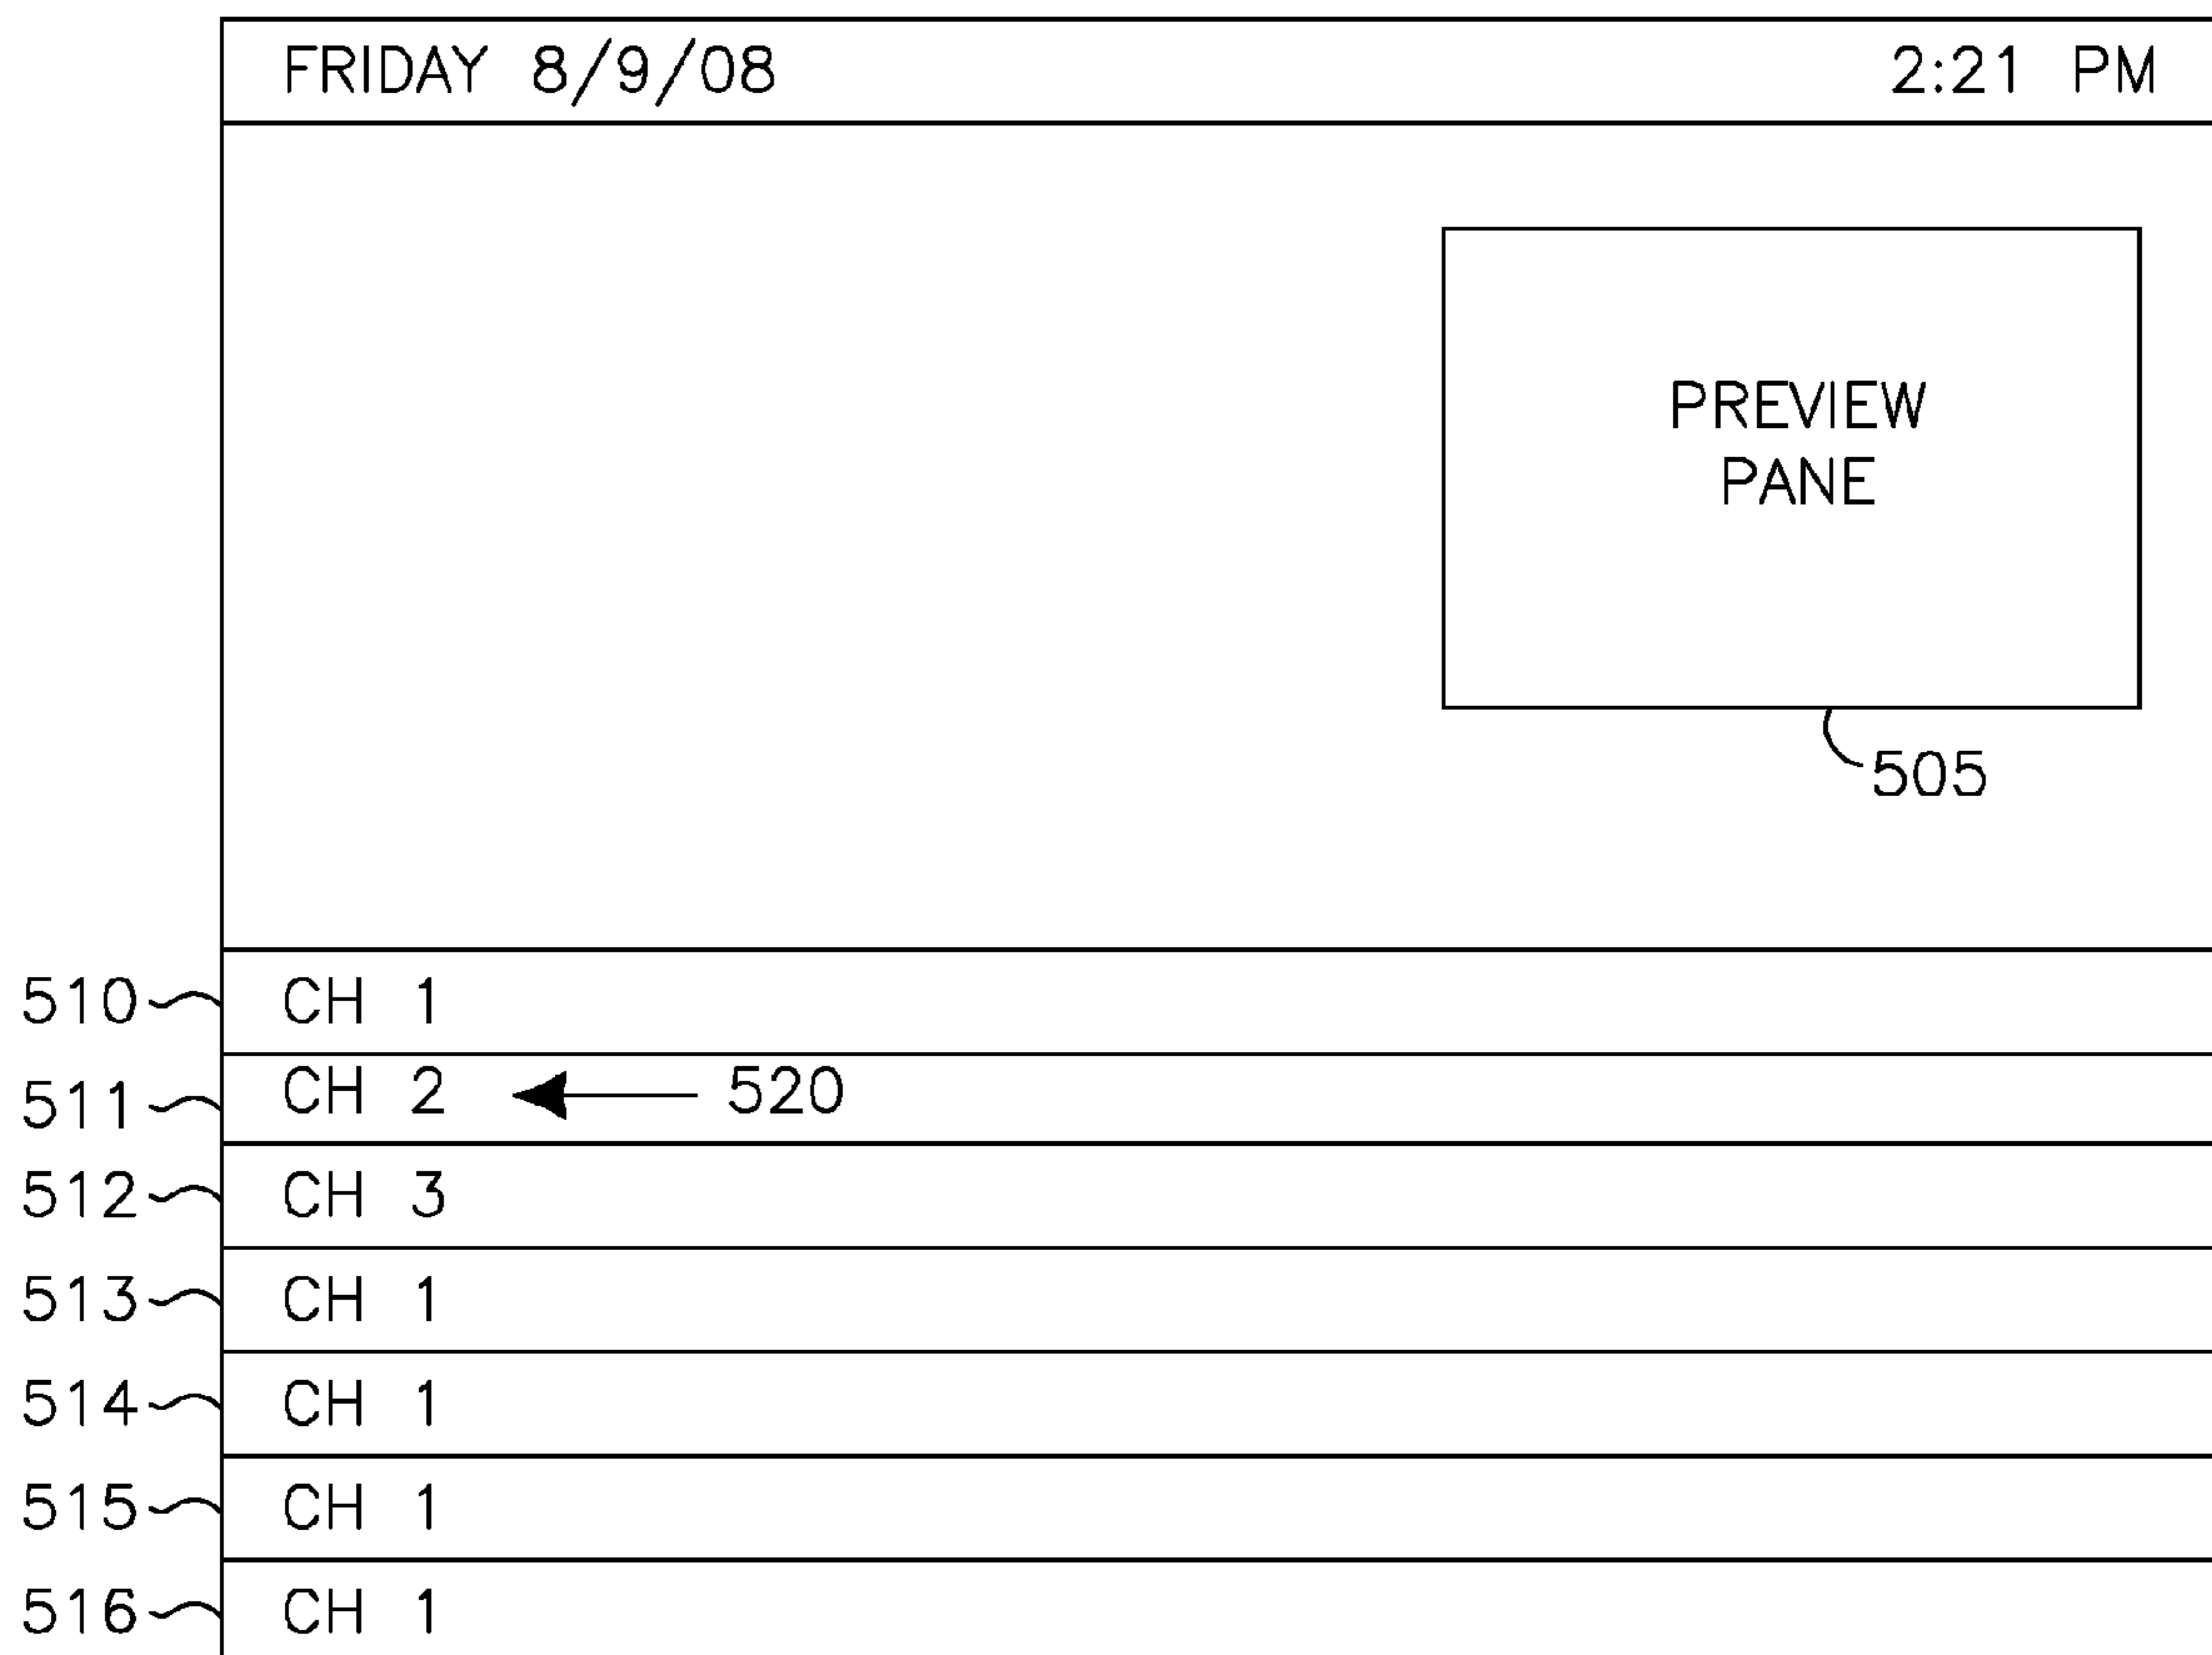 FRIDAY 8/9/08 2:21 PM
PREVIEW
PANE
505
510 CH 1
511 CH 2 520
512 CH 3
513 CH 1
514 CH 1
515 CH 1
516 CH 1